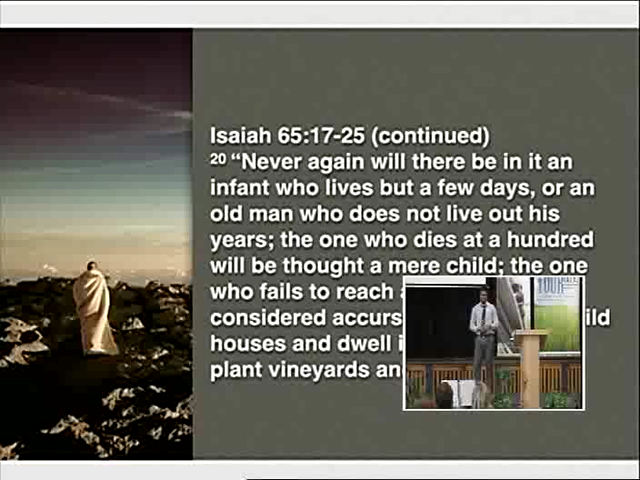 Isaiah 65:17-25 (continued)
20 “Never again will there be in it an
infant who lives but a few days, or an
old man who does not live out his
years; the one who dies at a hundred
will be thought a mere child; the one
who fails to reach
considered accurs ild
houses and dwell i
plant vineyards an
YOUR